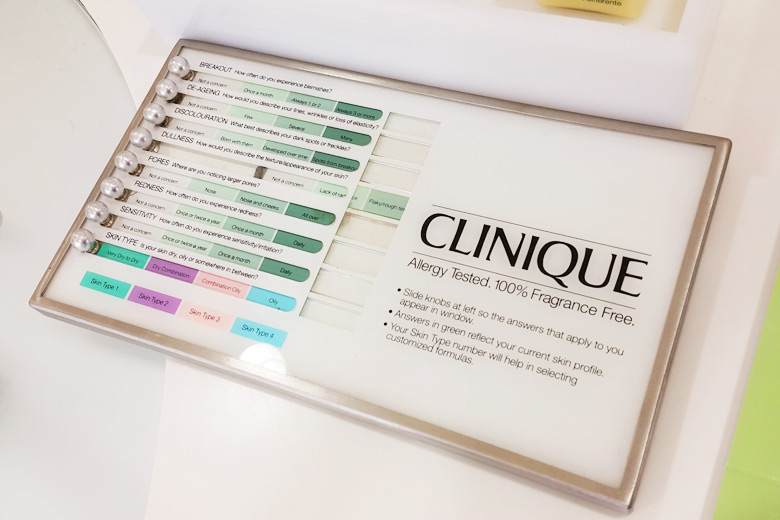 BREAKOUT How often do you experience blemishes?
Not a concern Once a month Always 1 or 2 Always 3 or more
DE-AGEING How would you describe your lines, wrinkles or loss of elasticity?
Not a concern Few Several Many
DISCOLOURATION What best describes your dark spots or freckles?
Not a concern Born with them Developed over time Spots from breakouts
DULLNESS How would you describe the texture/appearance of your skin?
Not a concern Lack of
Flaky/rough
PORES Where are you noticing larger pores?
Not a concern Nose Nose and cheeks All over
REDNESS How often do you experience redness?
Not a concern Once or twice a year Once a month Daily
SENSITIVITY How often do you experience sensitivity/irritation?
Not a concern Once or twice a year Once a month Daily
SKIN TYPE Is your skin dry, oily or somewhere in between?
Very Dry to Dry Dry Combination Combination Oily Oily
Skin Type 1 Skin Type 2 Skin Type 3 Skin Type 4
CLINIQUE
Allergy Tested. 100% Fragrance Free.
• Slide knobs at left so the answers that apply to you
appear in window.
• Answers in green reflect your current skin profile.
• Your Skin Type number will help in selecting
customized formulas.